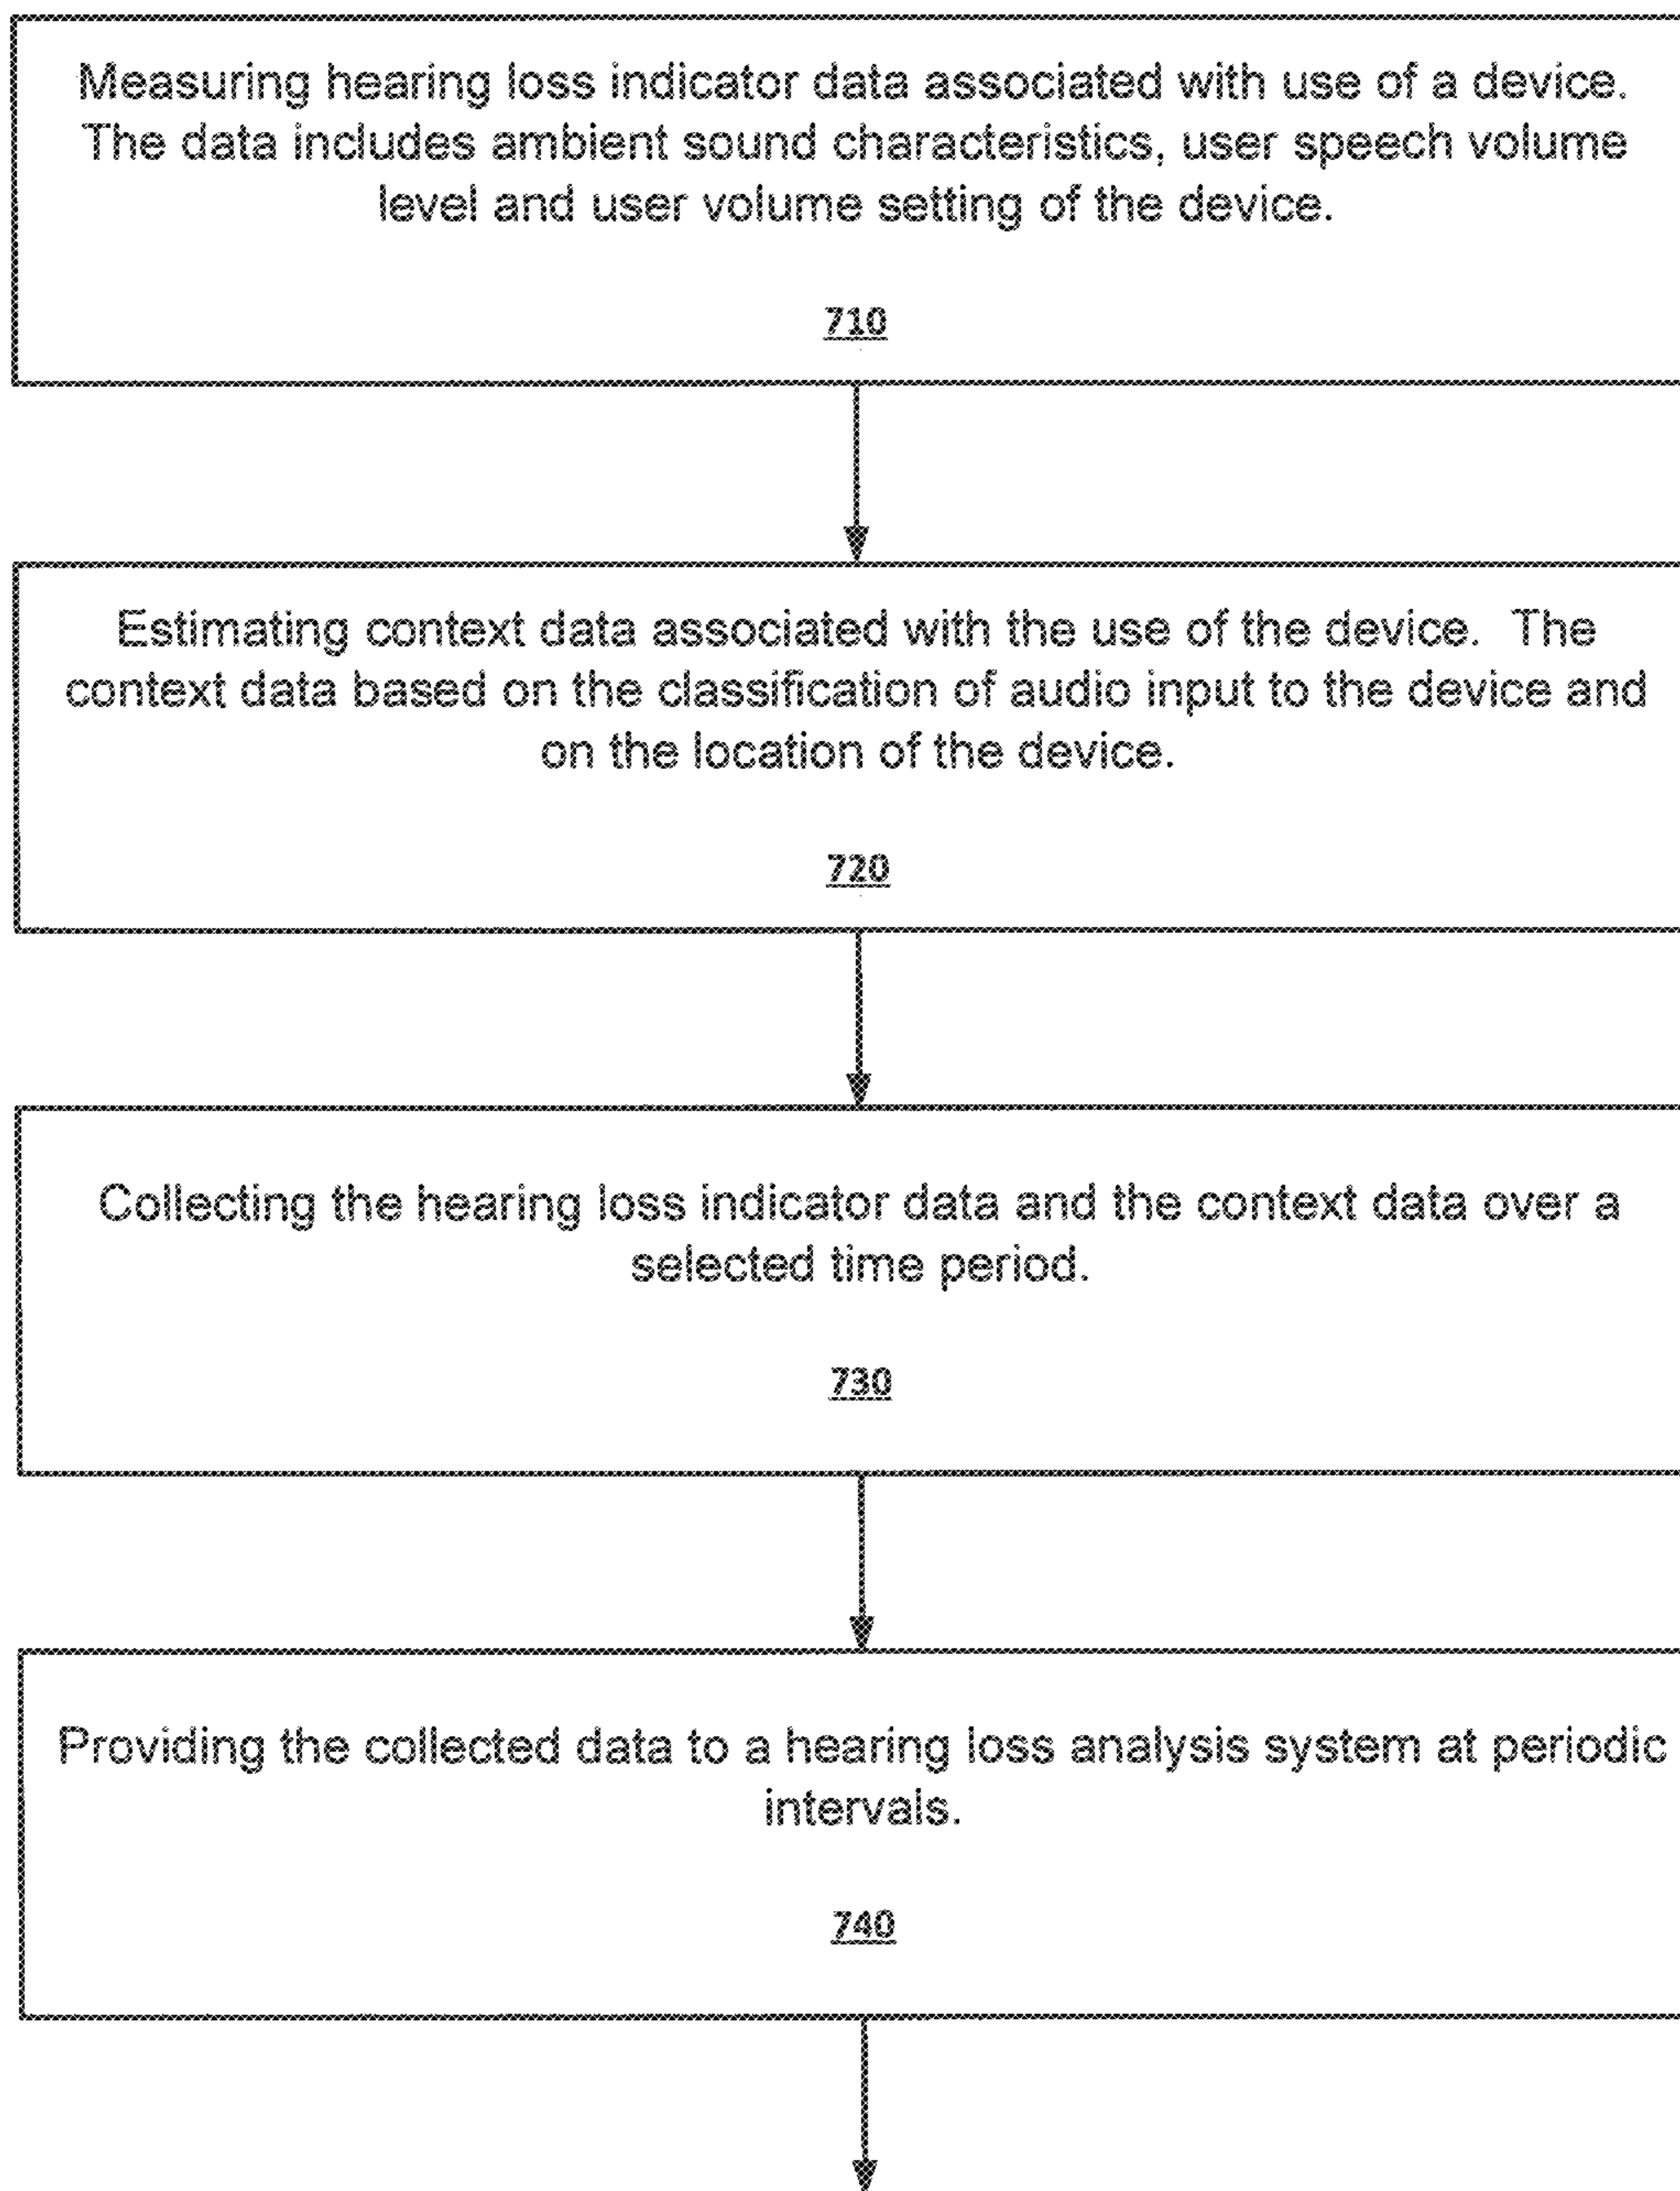 Measuring hearing loss indicator data associated with use of a device.
The data includes ambient sound characteristics, user speech volume
level and user volume setting of the device.
710
Estimating context data associated with the use of the device. The
context data based on the classification of audio input to the device and
on the location of the device.
720
Collecting the hearing loss indicator data and the context data over a
selected time period.
730
Providing the collected data to a hearing loss analysis system at periodic
intervals.
740